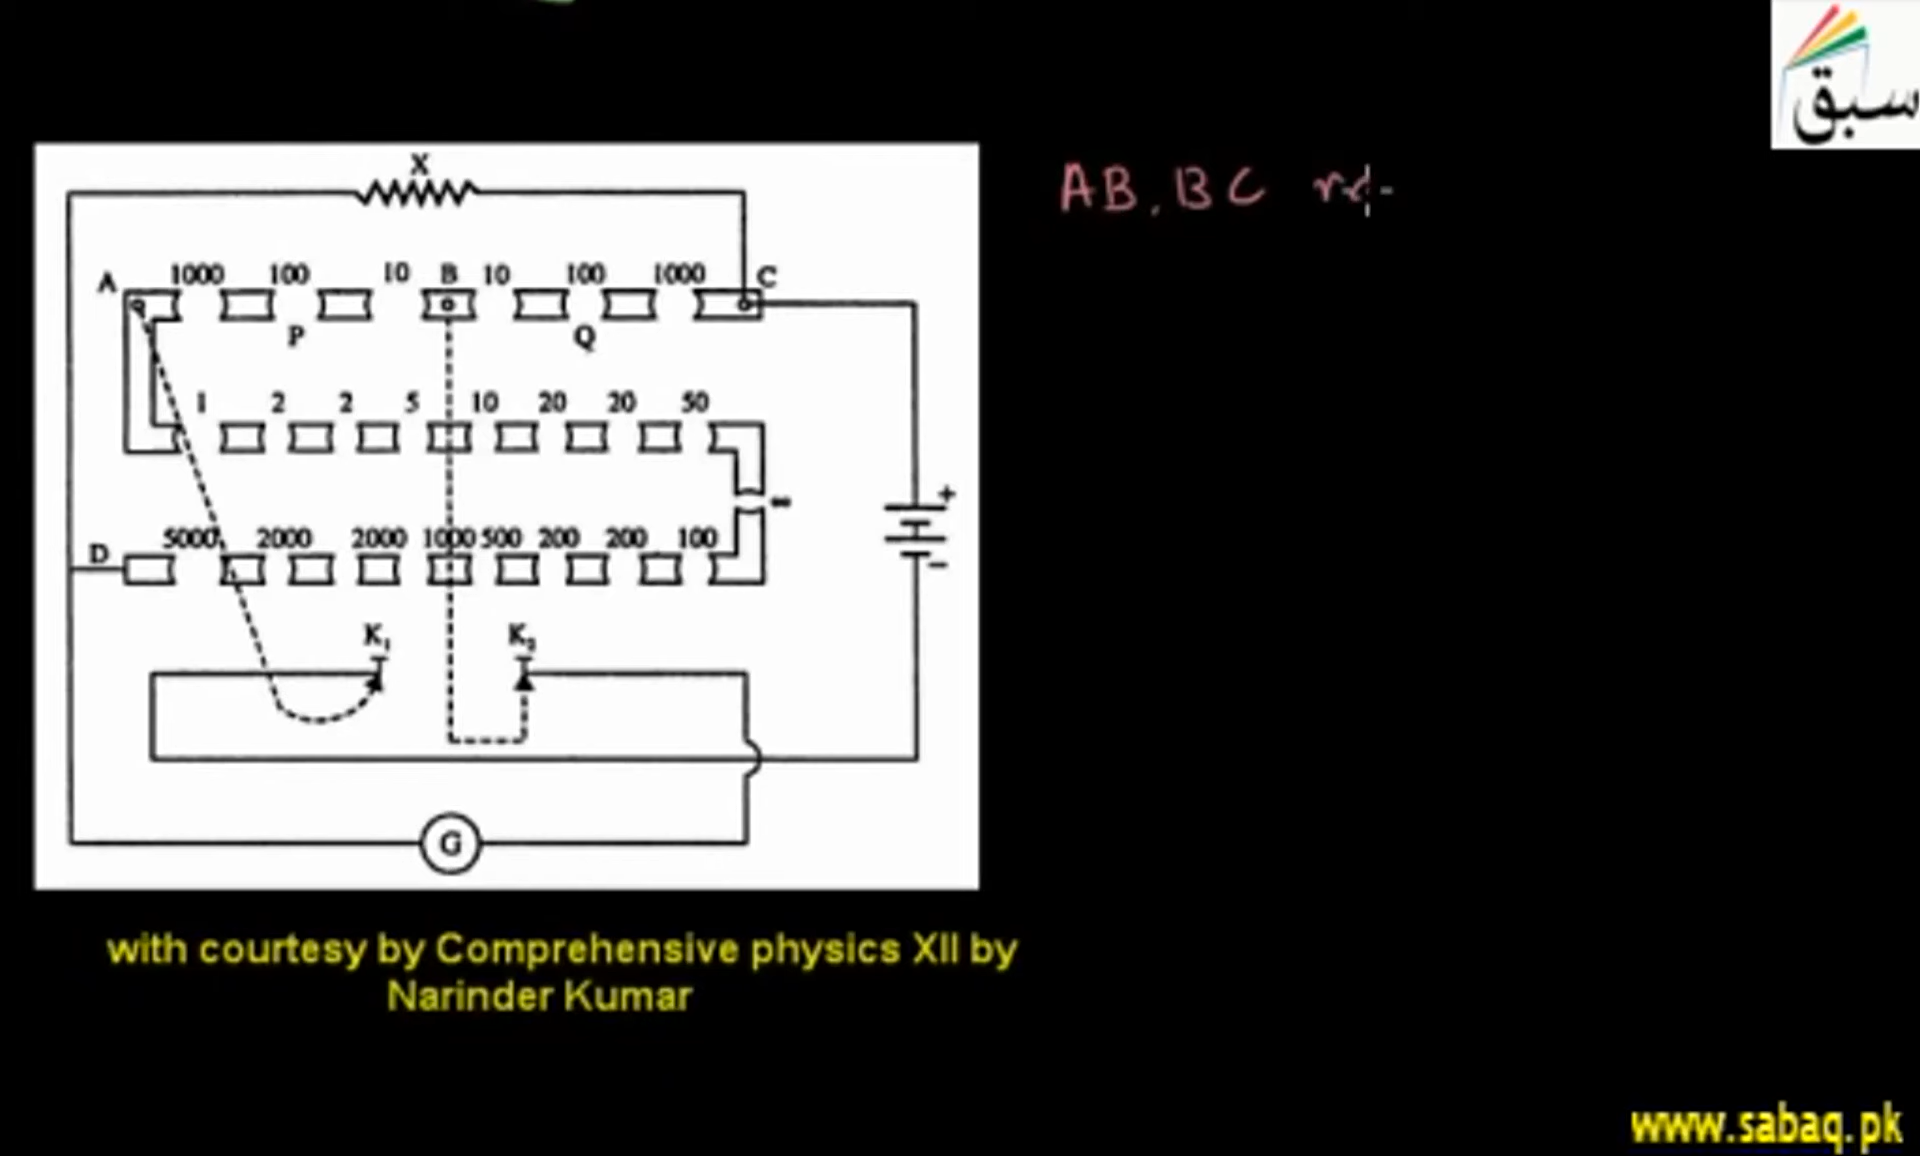 سبق
AB, BC
X
A 1000 100 10 B 10 100 1000 C
P Q
1 2 2 5 10 20 20 50
∞
+
D 5000 2000 2000 1000 500 200 200 100
-
K₁ K₂
G
with courtesy by Comprehensive physics XII by
Narinder Kumar
www.sabaq.pk